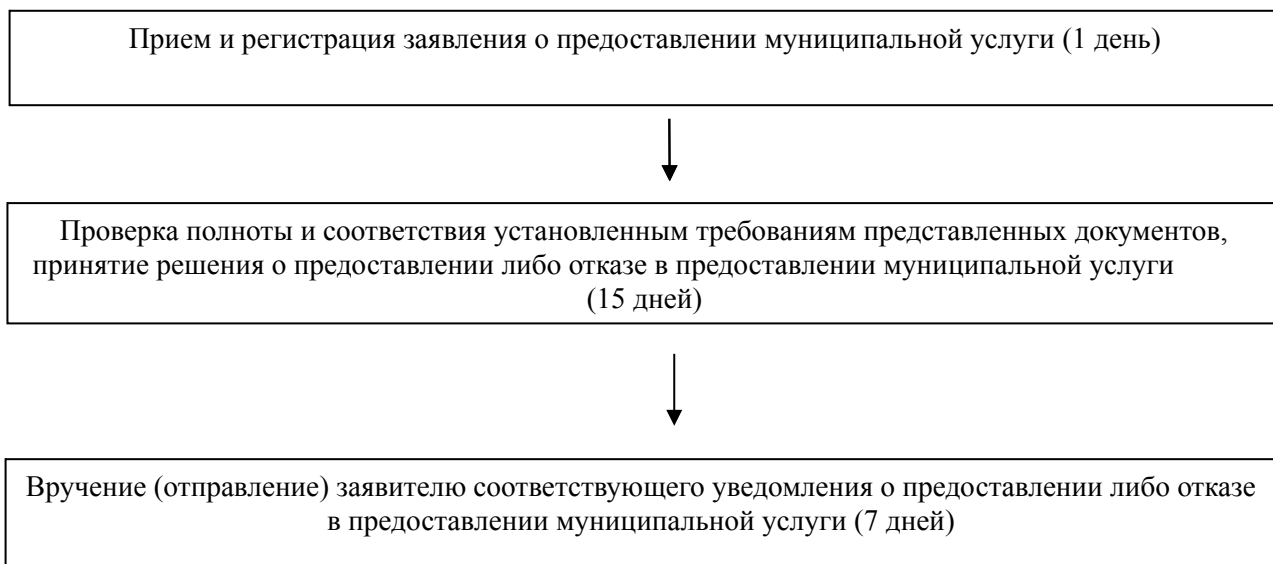 Прием и регистрация заявления о предоставлении муниципальной услуги (1 день)
Проверка полноты и соответствия установленным требованиям представленных документов,
принятие решения о предоставлении либо отказе в предоставлении муниципальной услуги
(15 дней)
Вручение (отправление) заявителю соответствующего уведомления о предоставлении либо отказе
в предоставлении муниципальной услуги (7 дней)